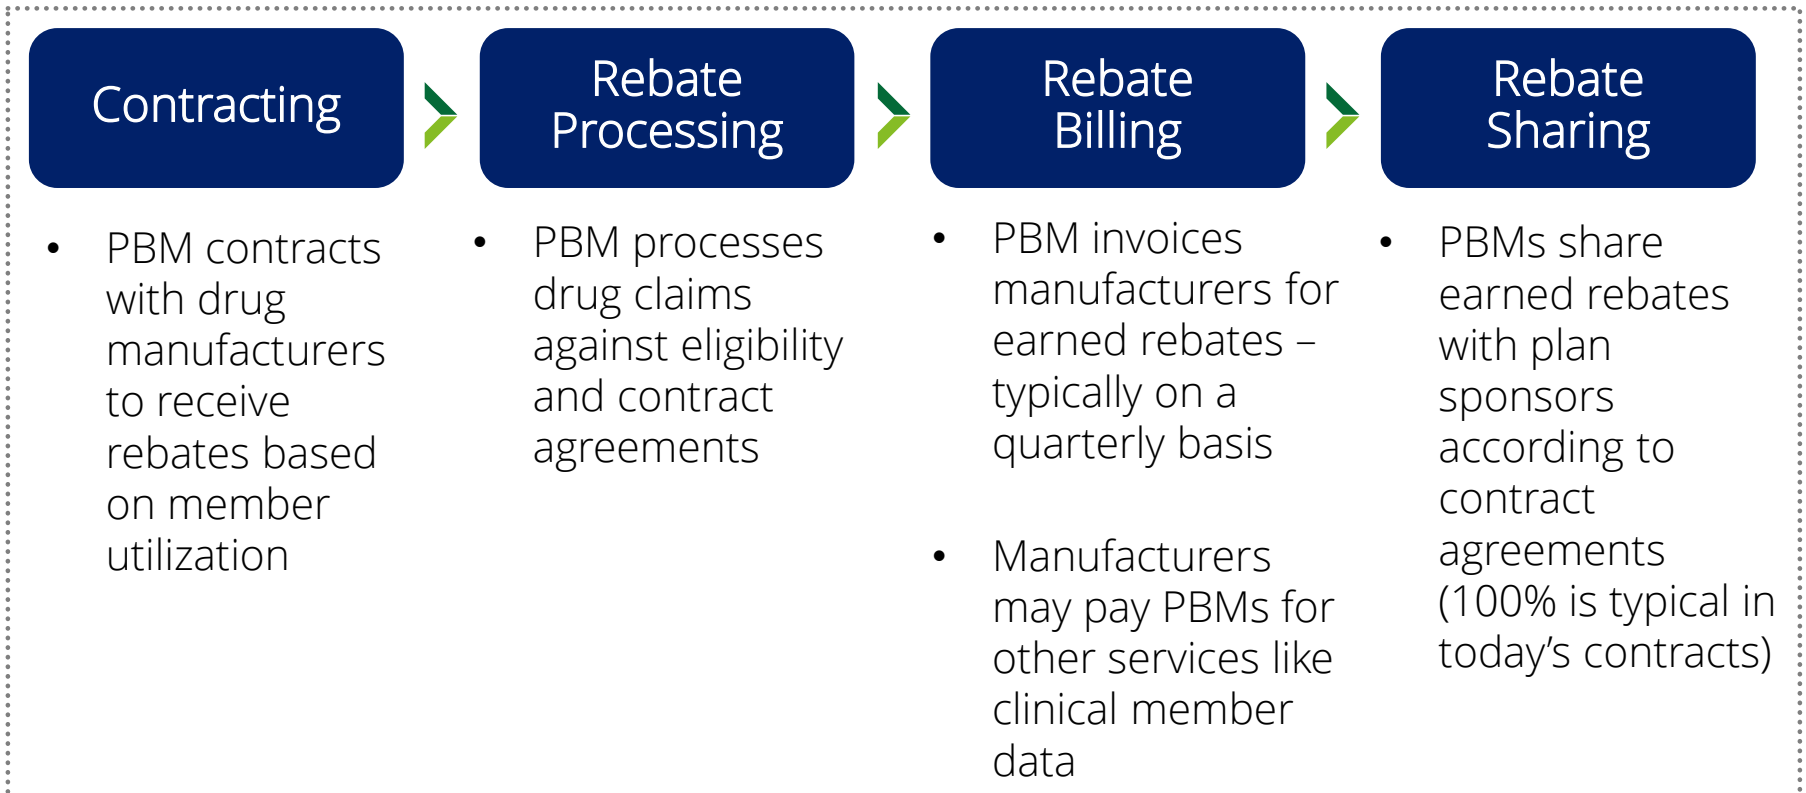 Contracting
Rebate
Processing
Rebate
Billing
Rebate
Sharing
• PBM contracts
with drug
manufacturers
to receive
rebates based
on member
utilization
• PBM processes
drug claims
against eligibility
and contract
agreements
• PBM invoices
manufacturers for
earned rebates –
typically on a
quarterly basis
• Manufacturers
may pay PBMs for
other services like
clinical member
data
• PBMs share
earned rebates
with plan
sponsors
according to
contract
agreements
(100% is typical in
today’s contracts)